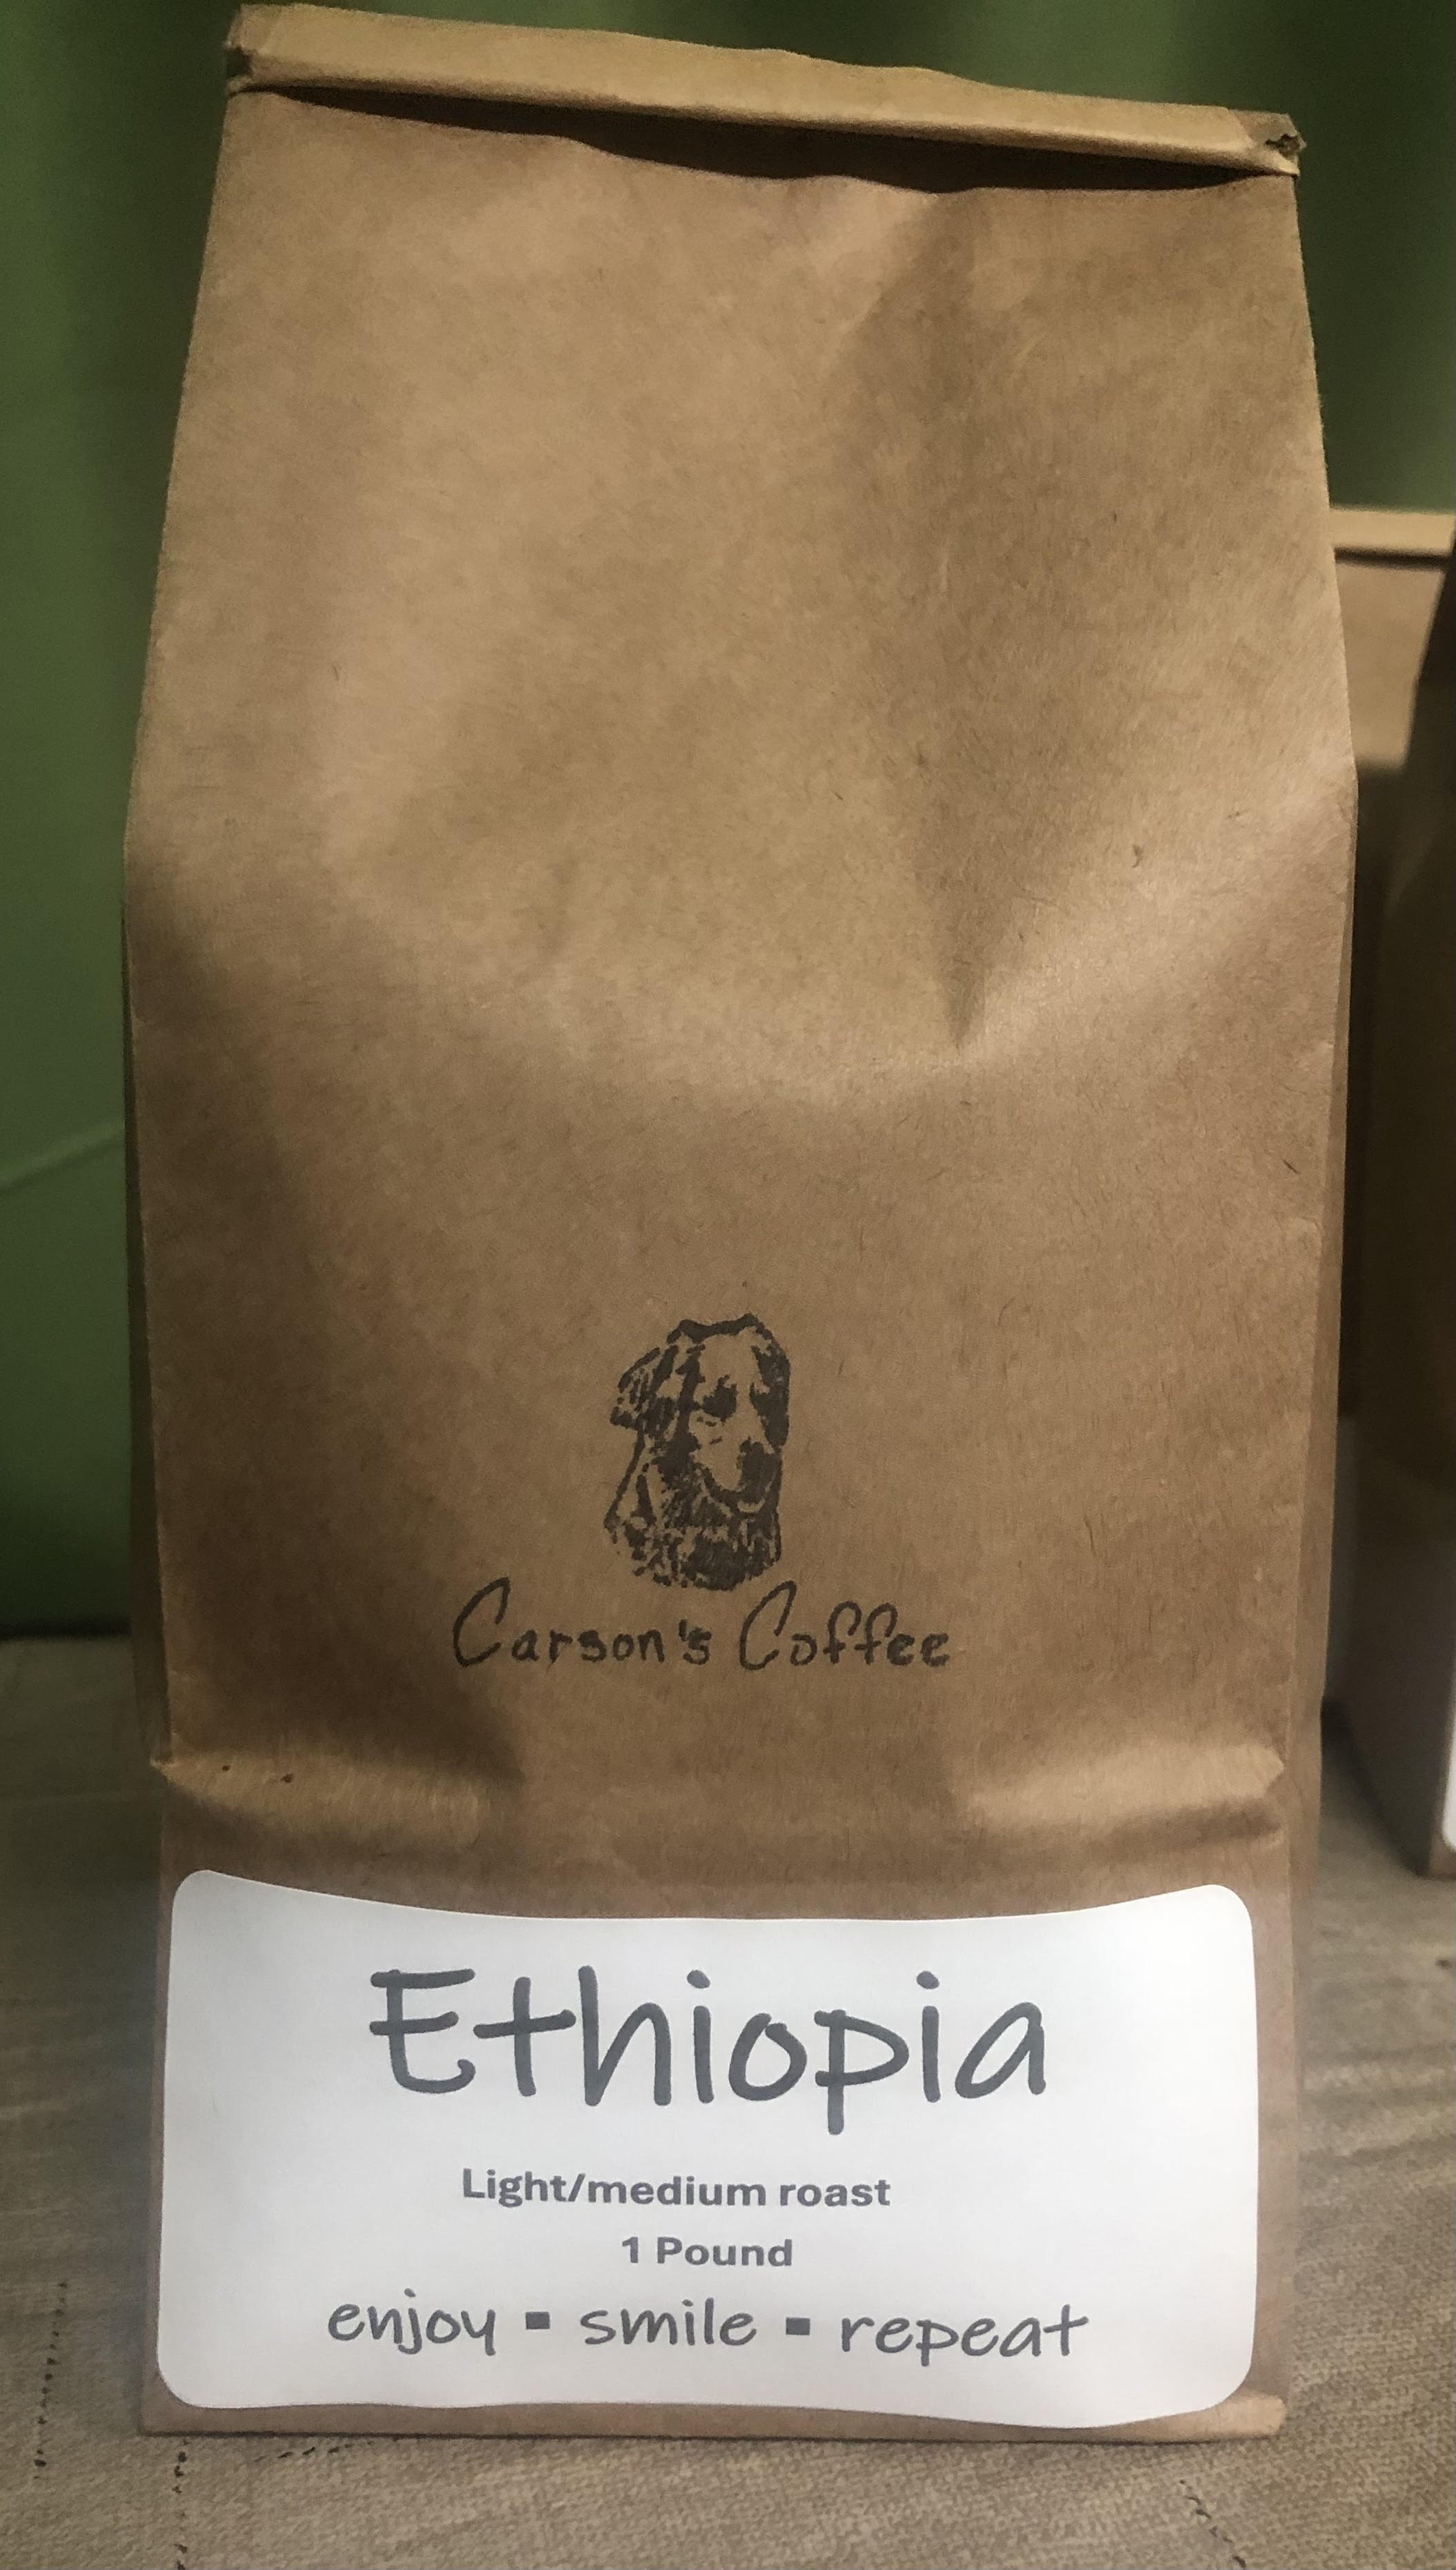 Carson's Coffee
Ethiopia
Light/medium roast
1 Pound
enjoy ▪ smile ▪ repeat